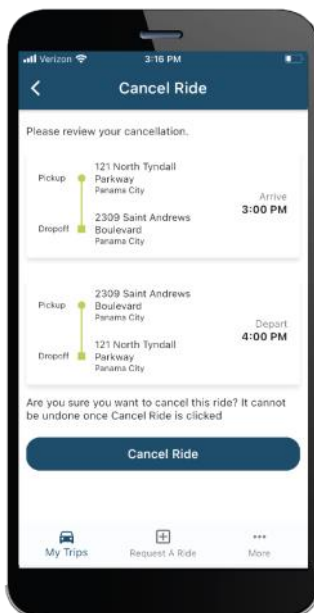 Verizon 3:16 PM
Cancel Ride
Please review your cancellation.
121 North Tyndall
Pickup Parkway
Panama City
Arrive
3:00 PM
2309 Saint Andrews
Dropoff Boulevard
Panama City
2309 Saint Andrews
Pickup Boulevard
Panama City
Depart
4:00 PM
121 North Tyndall
Dropoff Parkway
Panama City
Are you sure you want to cancel this ride? It cannot
be undone once Cancel Ride is clicked
Cancel Ride
My Trips Request A Ride More